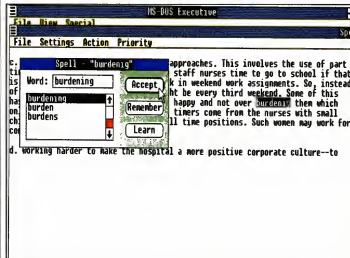 MS-DOS Executive
File View Special
Spe
File Settings Action Priority
Spell - "burdenig"
Word: burdening
Accept
burdening
burden
burdens
Remember
Learn
c.
approaches. This involves the use of part
staff nurses time to go to school if that
k in weekend work assignments. So, instead
of
ht be every third weekend. Some of this
happy and not over burdenig them which
on
timers come from the nurses with small
ll time positions. Such women may work for
d. Working harder to make the hospital a more positive corporate culture--to